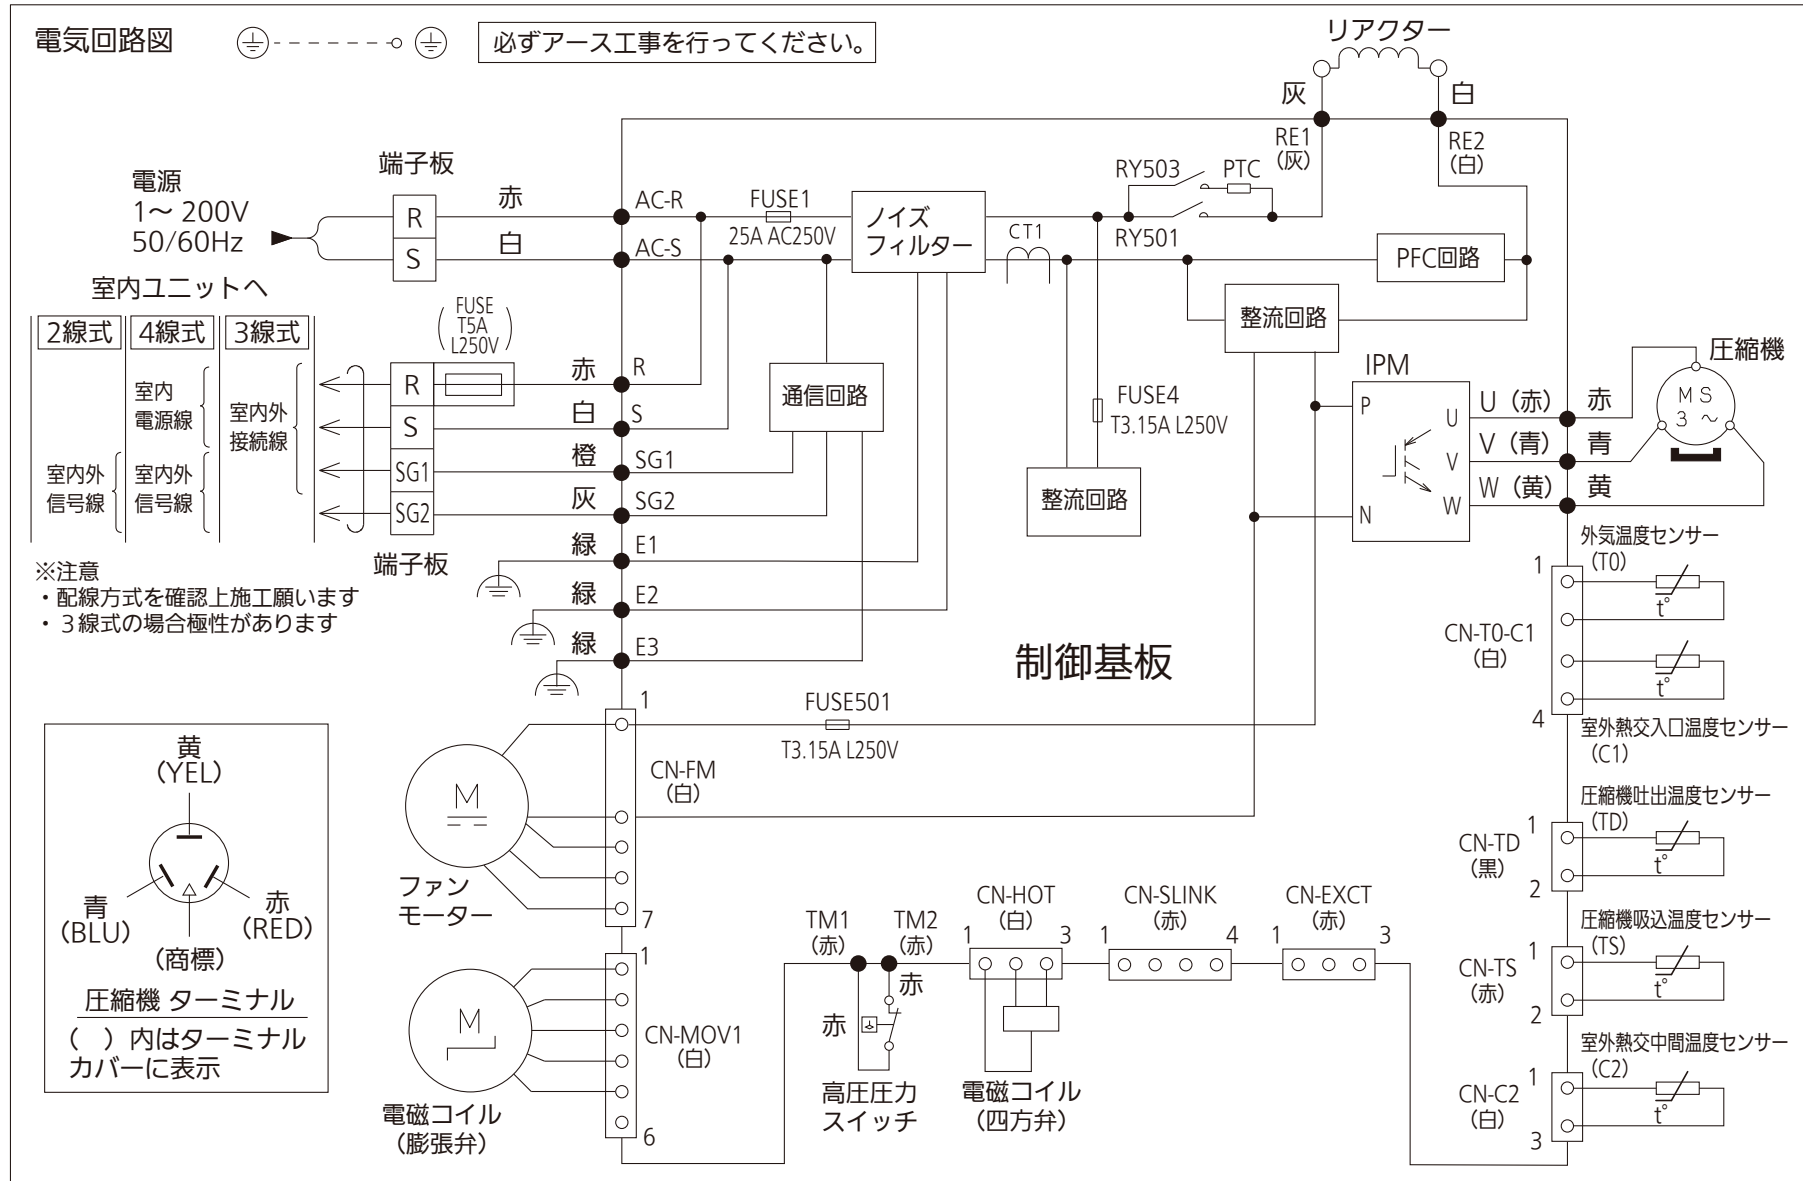 電気回路図
必ずアース工事を行ってください。
リアクター
灰
白
RE1
(灰)
RE2
(白)
端子板
電源
1～ 200V
50/60Hz
R
S
赤
白
AC-R
AC-S
FUSE1
25A AC250V
ノイズ
フィルター
CT1
RY503
PTC
RY501
PFC回路
整流回路
室内ユニットへ
2線式
4線式
3線式
室内
電源線
室内外
接続線
室内外
信号線
室内外
信号線
(FUSE
T5A
L250V)
R
S
SG1
SG2
端子板
赤
白
橙
灰
緑
緑
緑
R
S
SG1
SG2
E1
E2
E3
通信回路
FUSE4
T3.15A L250V
整流回路
IPM
P
N
U
V
W
U (赤)
V (青)
W (黄)
赤
青
黄
圧縮機
M S
3 ～
※注意
・配線方式を確認上施工願います
・３線式の場合極性があります
制御基板
外気温度センサー
(T0)
1
t°
CN-T0-C1
(白)
t°
4
室外熱交入口温度センサー
(C1)
圧縮機吐出温度センサー
(TD)
1
CN-TD
(黒)
t°
2
圧縮機吸込温度センサー
(TS)
1
CN-TS
(赤)
t°
2
室外熱交中間温度センサー
(C2)
1
CN-C2
(白)
t°
3
黄
(YEL)
青
(BLU)
赤
(RED)
(商標)
圧縮機 ターミナル
(　) 内はターミナル
カバーに表示
1
FUSE501
T3.15A L250V
M
CN-FM
(白)
ファン
モーター
7
1
M
CN-MOV1
(白)
6
電磁コイル
(膨張弁)
TM1
(赤)
TM2
(赤)
赤
赤
高圧圧力
スイッチ
CN-HOT
(白)
1
3
電磁コイル
(四方弁)
CN-SLINK
(赤)
1
4
CN-EXCT
(赤)
1
3